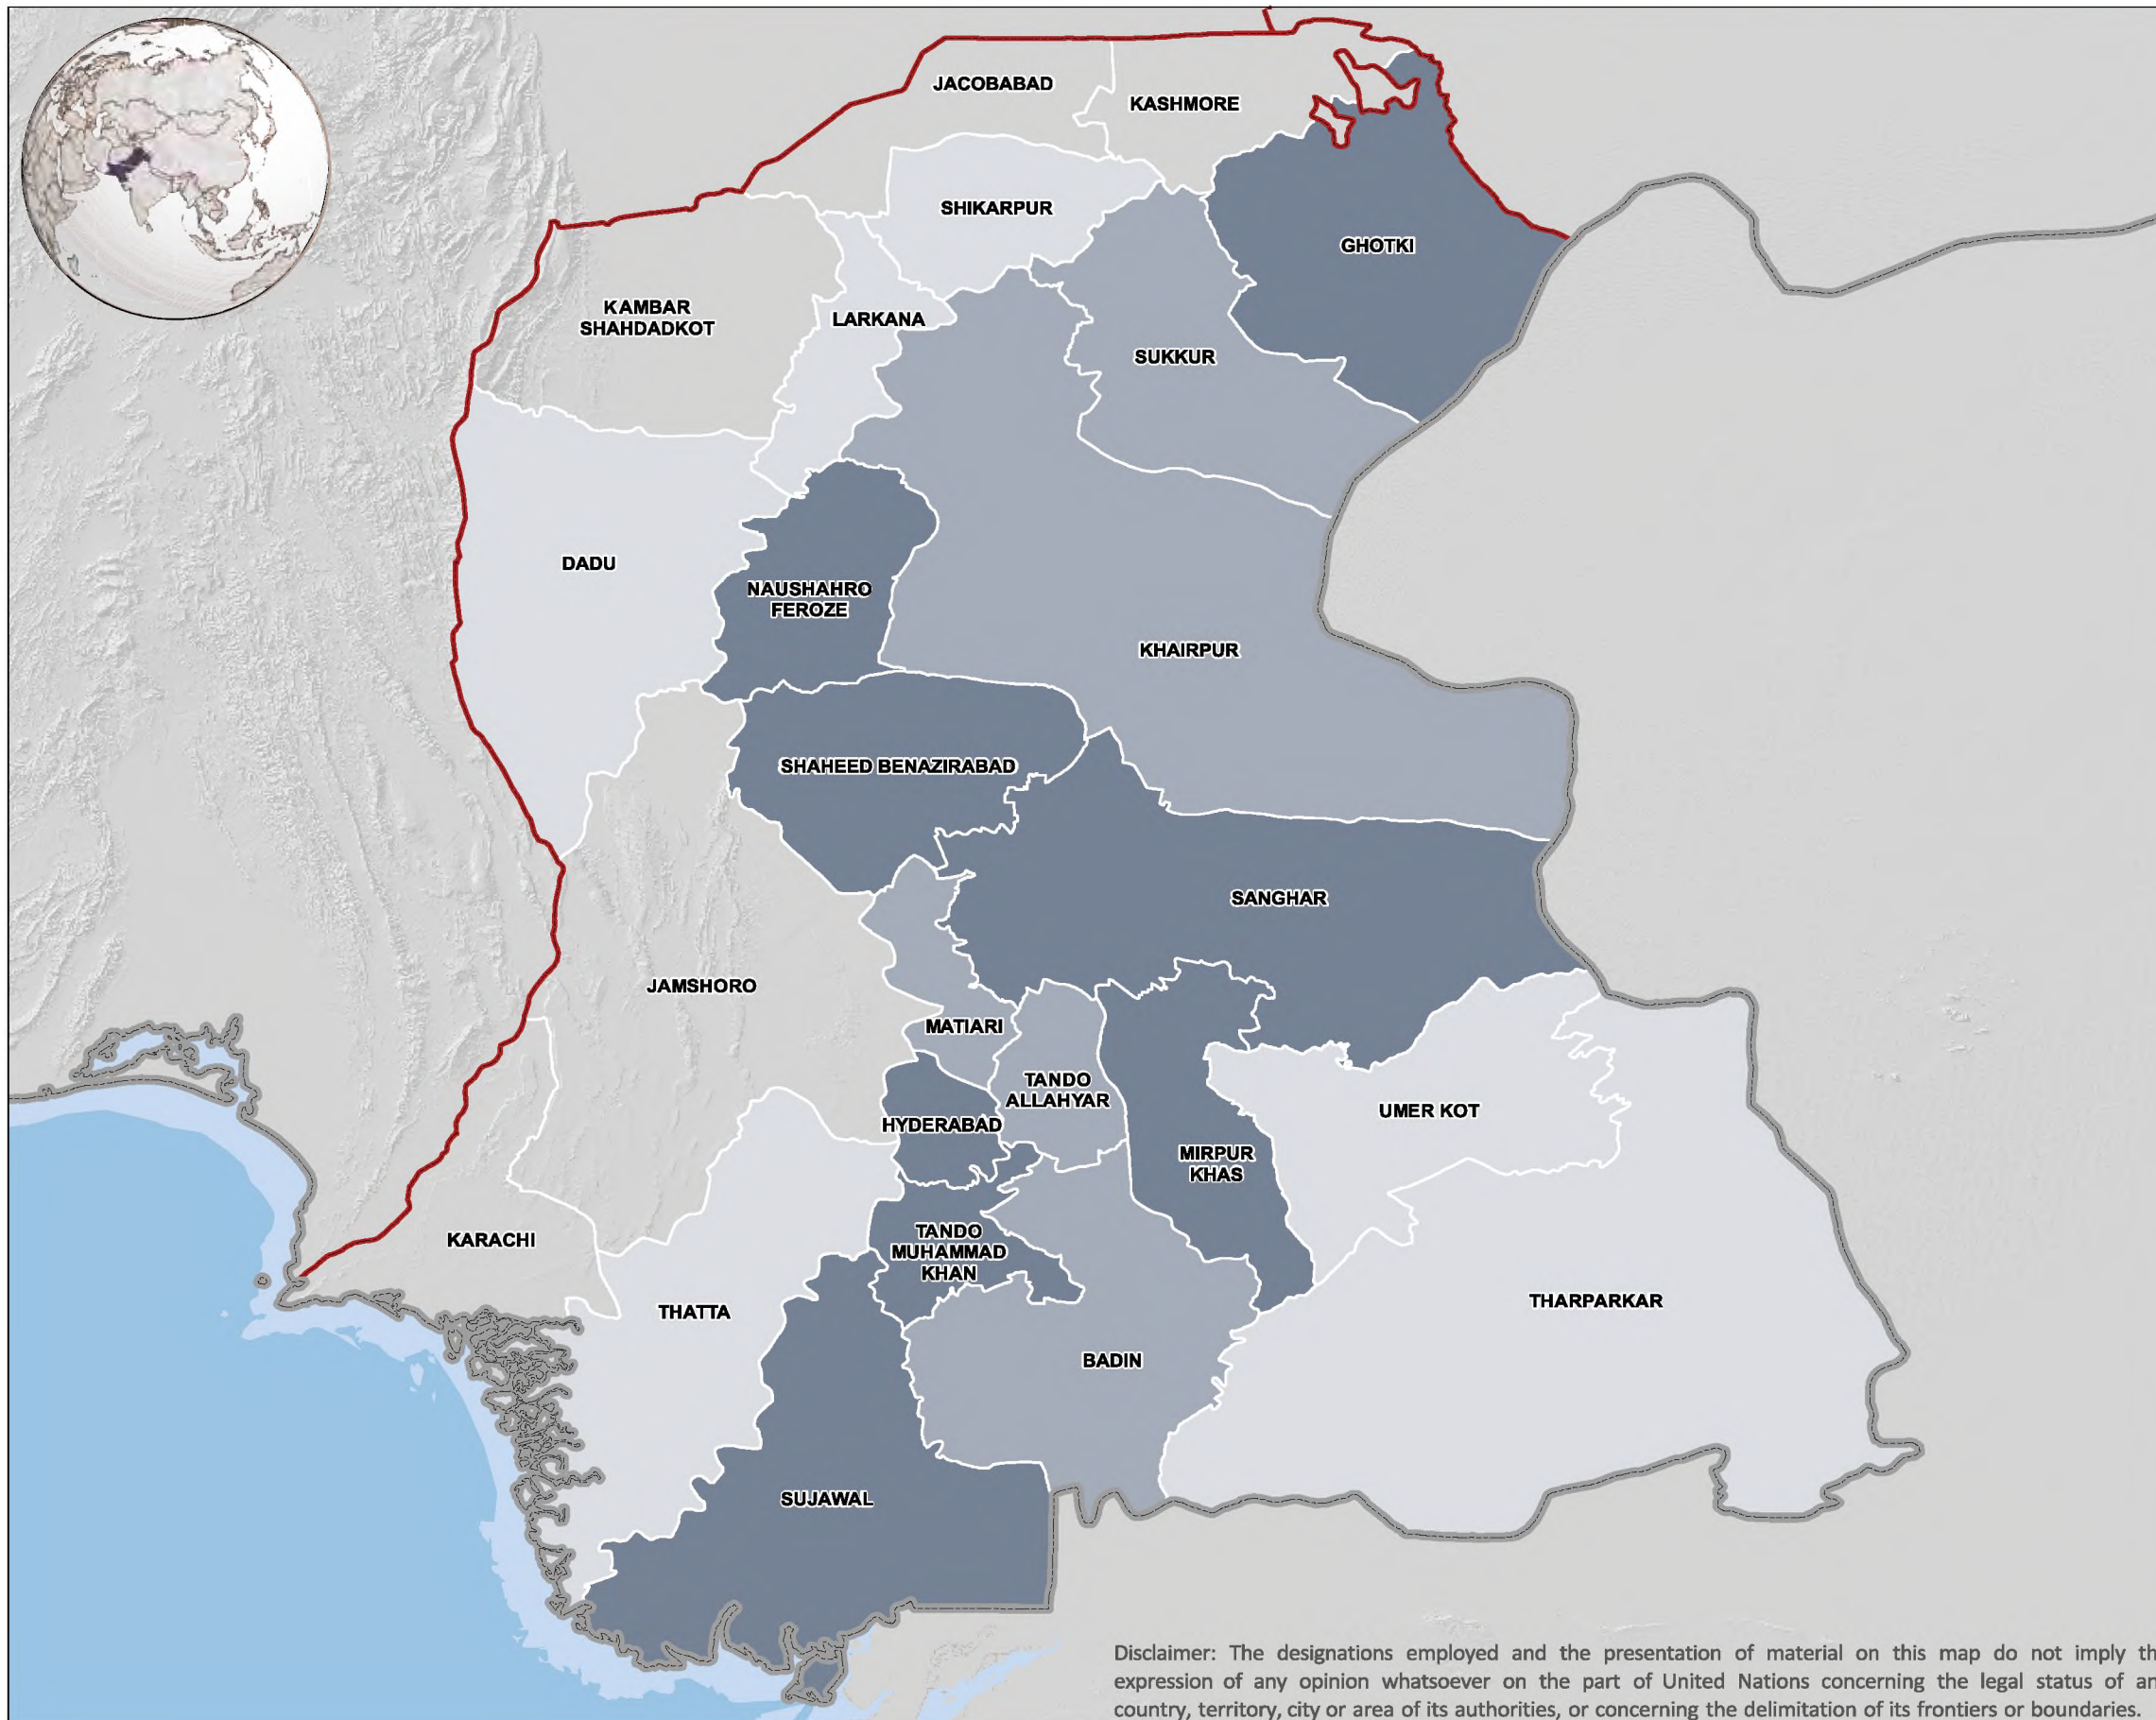 JACOBABAD
KASHMORE
SHIKARPUR
GHOTKI
KAMBAR
SHAHDADKOT
LARKANA
SUKKUR
DADU
NAUSHAHRO
FEROZE
KHAIRPUR
SHAHEED BENAZIRABAD
SANGHAR
JAMSHORO
MATIARI
TANDO
ALLAHYAR
UMER KOT
HYDERABAD
MIRPUR
KHAS
KARACHI
TANDO
MUHAMMAD
KHAN
THATTA
THARPARKAR
BADIN
SUJAWAL
Disclaimer: The designations employed and the presentation of material on this map do not imply th
expression of any opinion whatsoever on the part of United Nations concerning the legal status of an
country, territory, city or area of its authorities, or concerning the delimitation of its frontiers or boundaries.